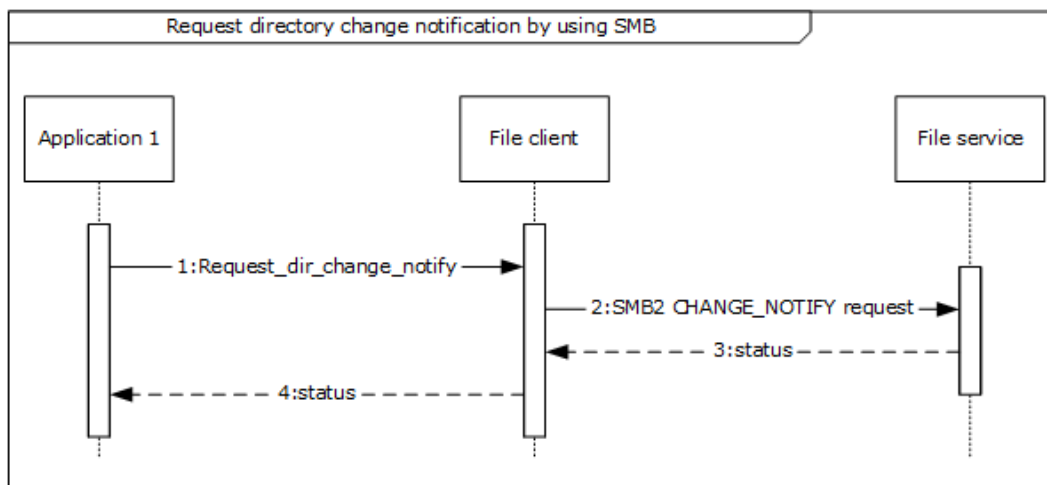 Request directory change notification by using SMB
Application 1
File client
File service
1:Request_dir_change_notify
2:SMB2 CHANGE_NOTIFY request
3:status
4:status